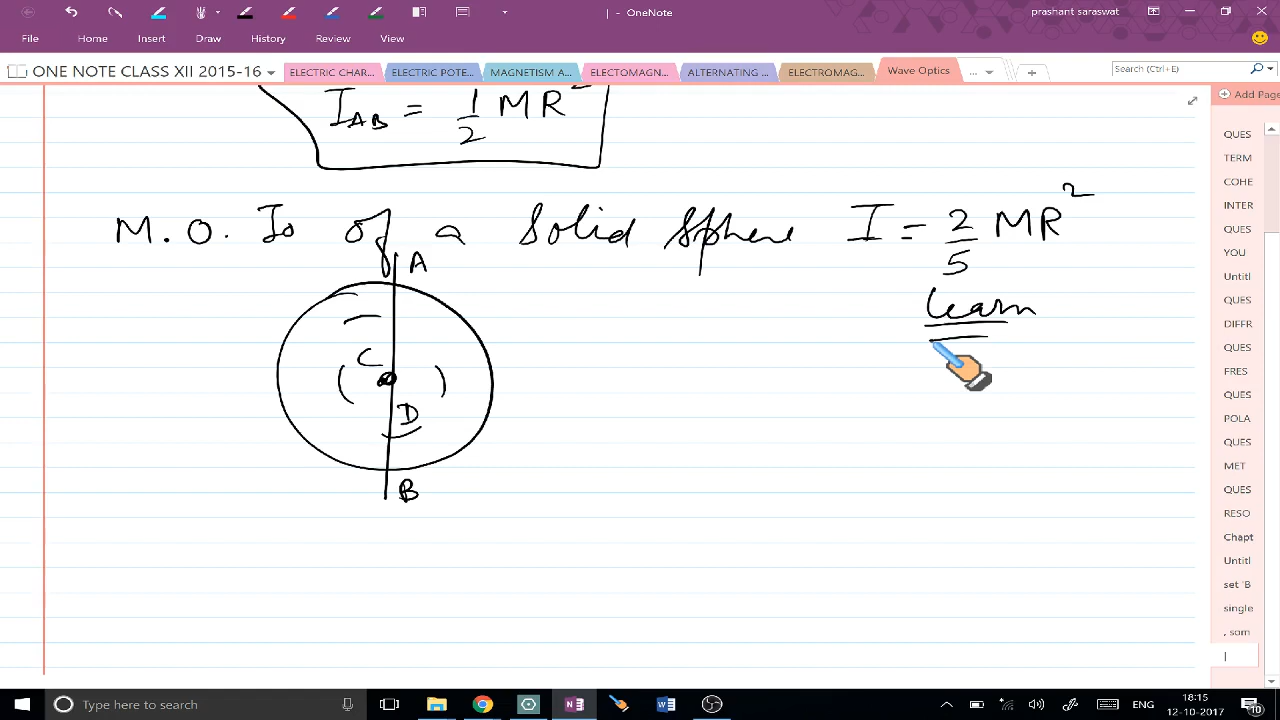 - OneNote
prashant saraswat
File Home Insert Draw History Review View
ONE NOTE CLASS XII 2015-16
ELECTRIC CHAR...
ELECTRIC POTE...
MAGNETISM A...
ELECTOMAGN...
ALTERNATING ...
ELECTROMAG...
Wave Optics
...
Search (Ctrl+E)
Add Page
I_AB = 1/2 MR²
M.O.Io of a Solid Sphere I = 2/5 MR²
learn
A
C
D
B
QUES
TERM
COHE
INTER
QUES
YOU
Untitl
QUES
DIFFR
QUES
FRES
QUES
POLA
QUES
MET
QUES
RESO
Chapt
Untitl
set 'B
single
, som
Type here to search
ENG
18:15
12-10-2017
10